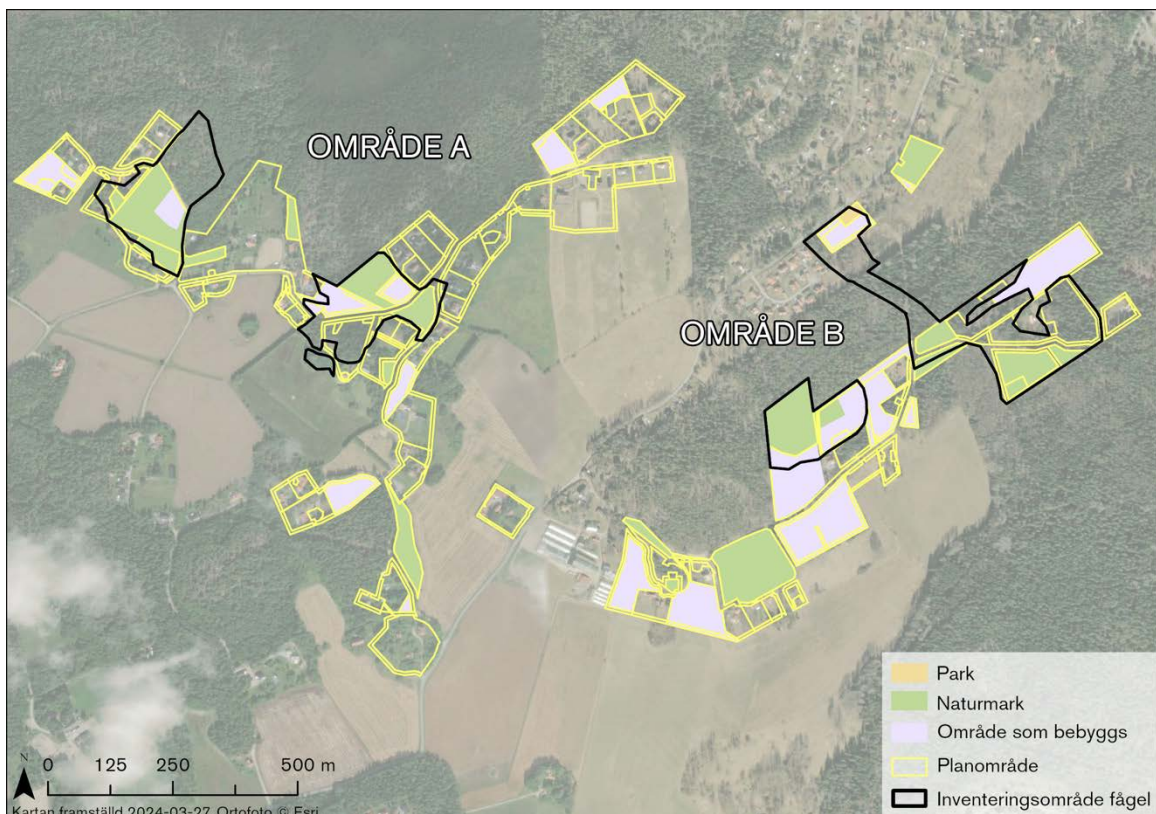 OMRÅDE A
OMRÅDE B
Park
Naturmark
Område som bebyggs
Planområde
Inventeringsområde fågel
N
0 125 250 500 m
Kartan framställd 2024-03-27, Ortofoto © Esri